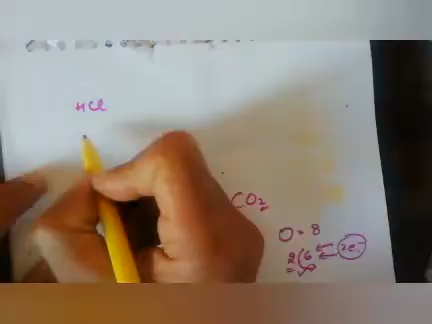 HCl
CO₂
O = 8
2(6 2e⁻